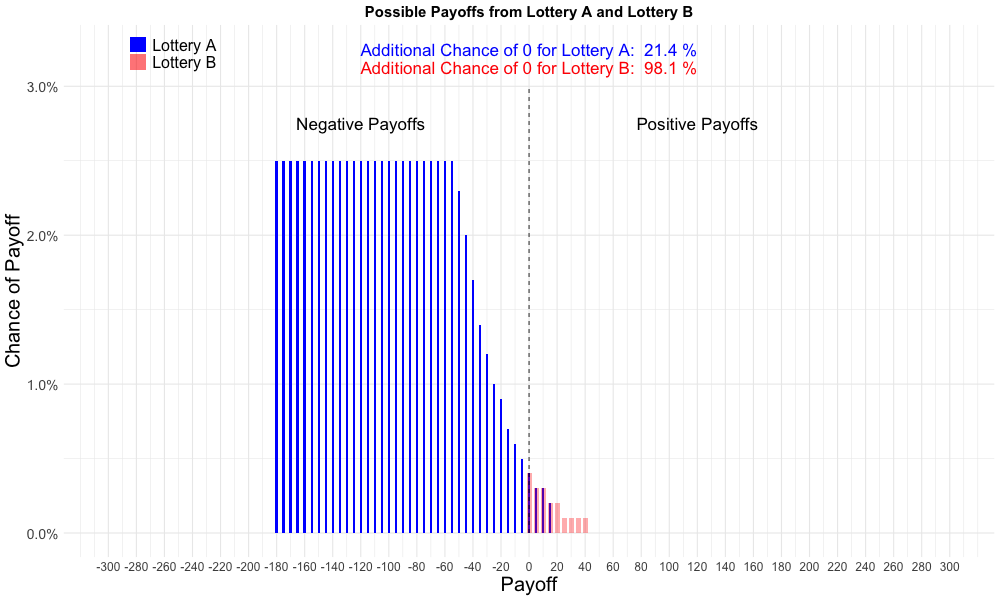 Possible Payoffs from Lottery A and Lottery B
Lottery A
Lottery B
Additional Chance of 0 for Lottery A: 21.4 %
Additional Chance of 0 for Lottery B: 98.1 %
Negative Payoffs
Positive Payoffs
Chance of Payoff
3.0%
2.0%
1.0%
0.0%
-300 -280 -260 -240 -220 -200 -180 -160 -140 -120 -100 -80 -60 -40 -20 0 20 40 60 80 100 120 140 160 180 200 220 240 260 280 300
Payoff